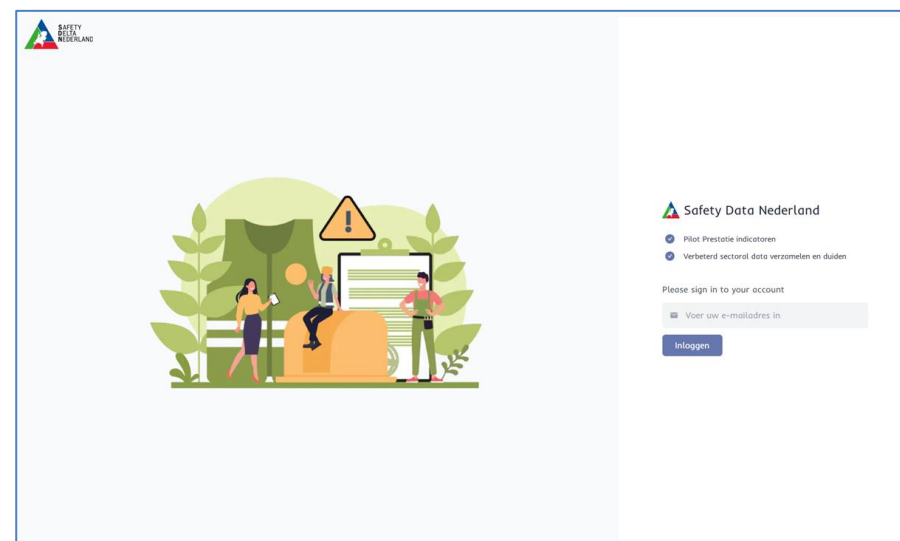 SAFETY
DELTA
NEDERLAND
!
Safety Data Nederland
Pilot Prestatie indicatoren
Verbeterd sectoral data verzamelen en duiden
Please sign in to your account
Voer uw e-mailadres in
Inloggen